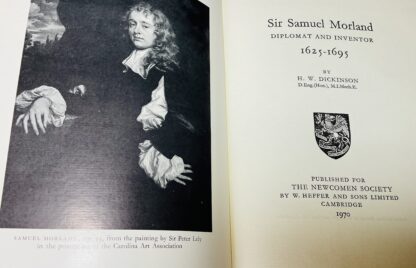 SAMUEL MORLAND, from the painting by Sir Peter Lely
in the possession of the Carolina Art Association
Sir Samuel Morland
DIPLOMAT AND INVENTOR
1625-1695
BY
H. W. DICKINSON
D.Eng.(Hon.), M.I.Mech.E.
PUBLISHED FOR
THE NEWCOMEN SOCIETY
BY W. HEFFER AND SONS LIMITED
CAMBRIDGE
1970